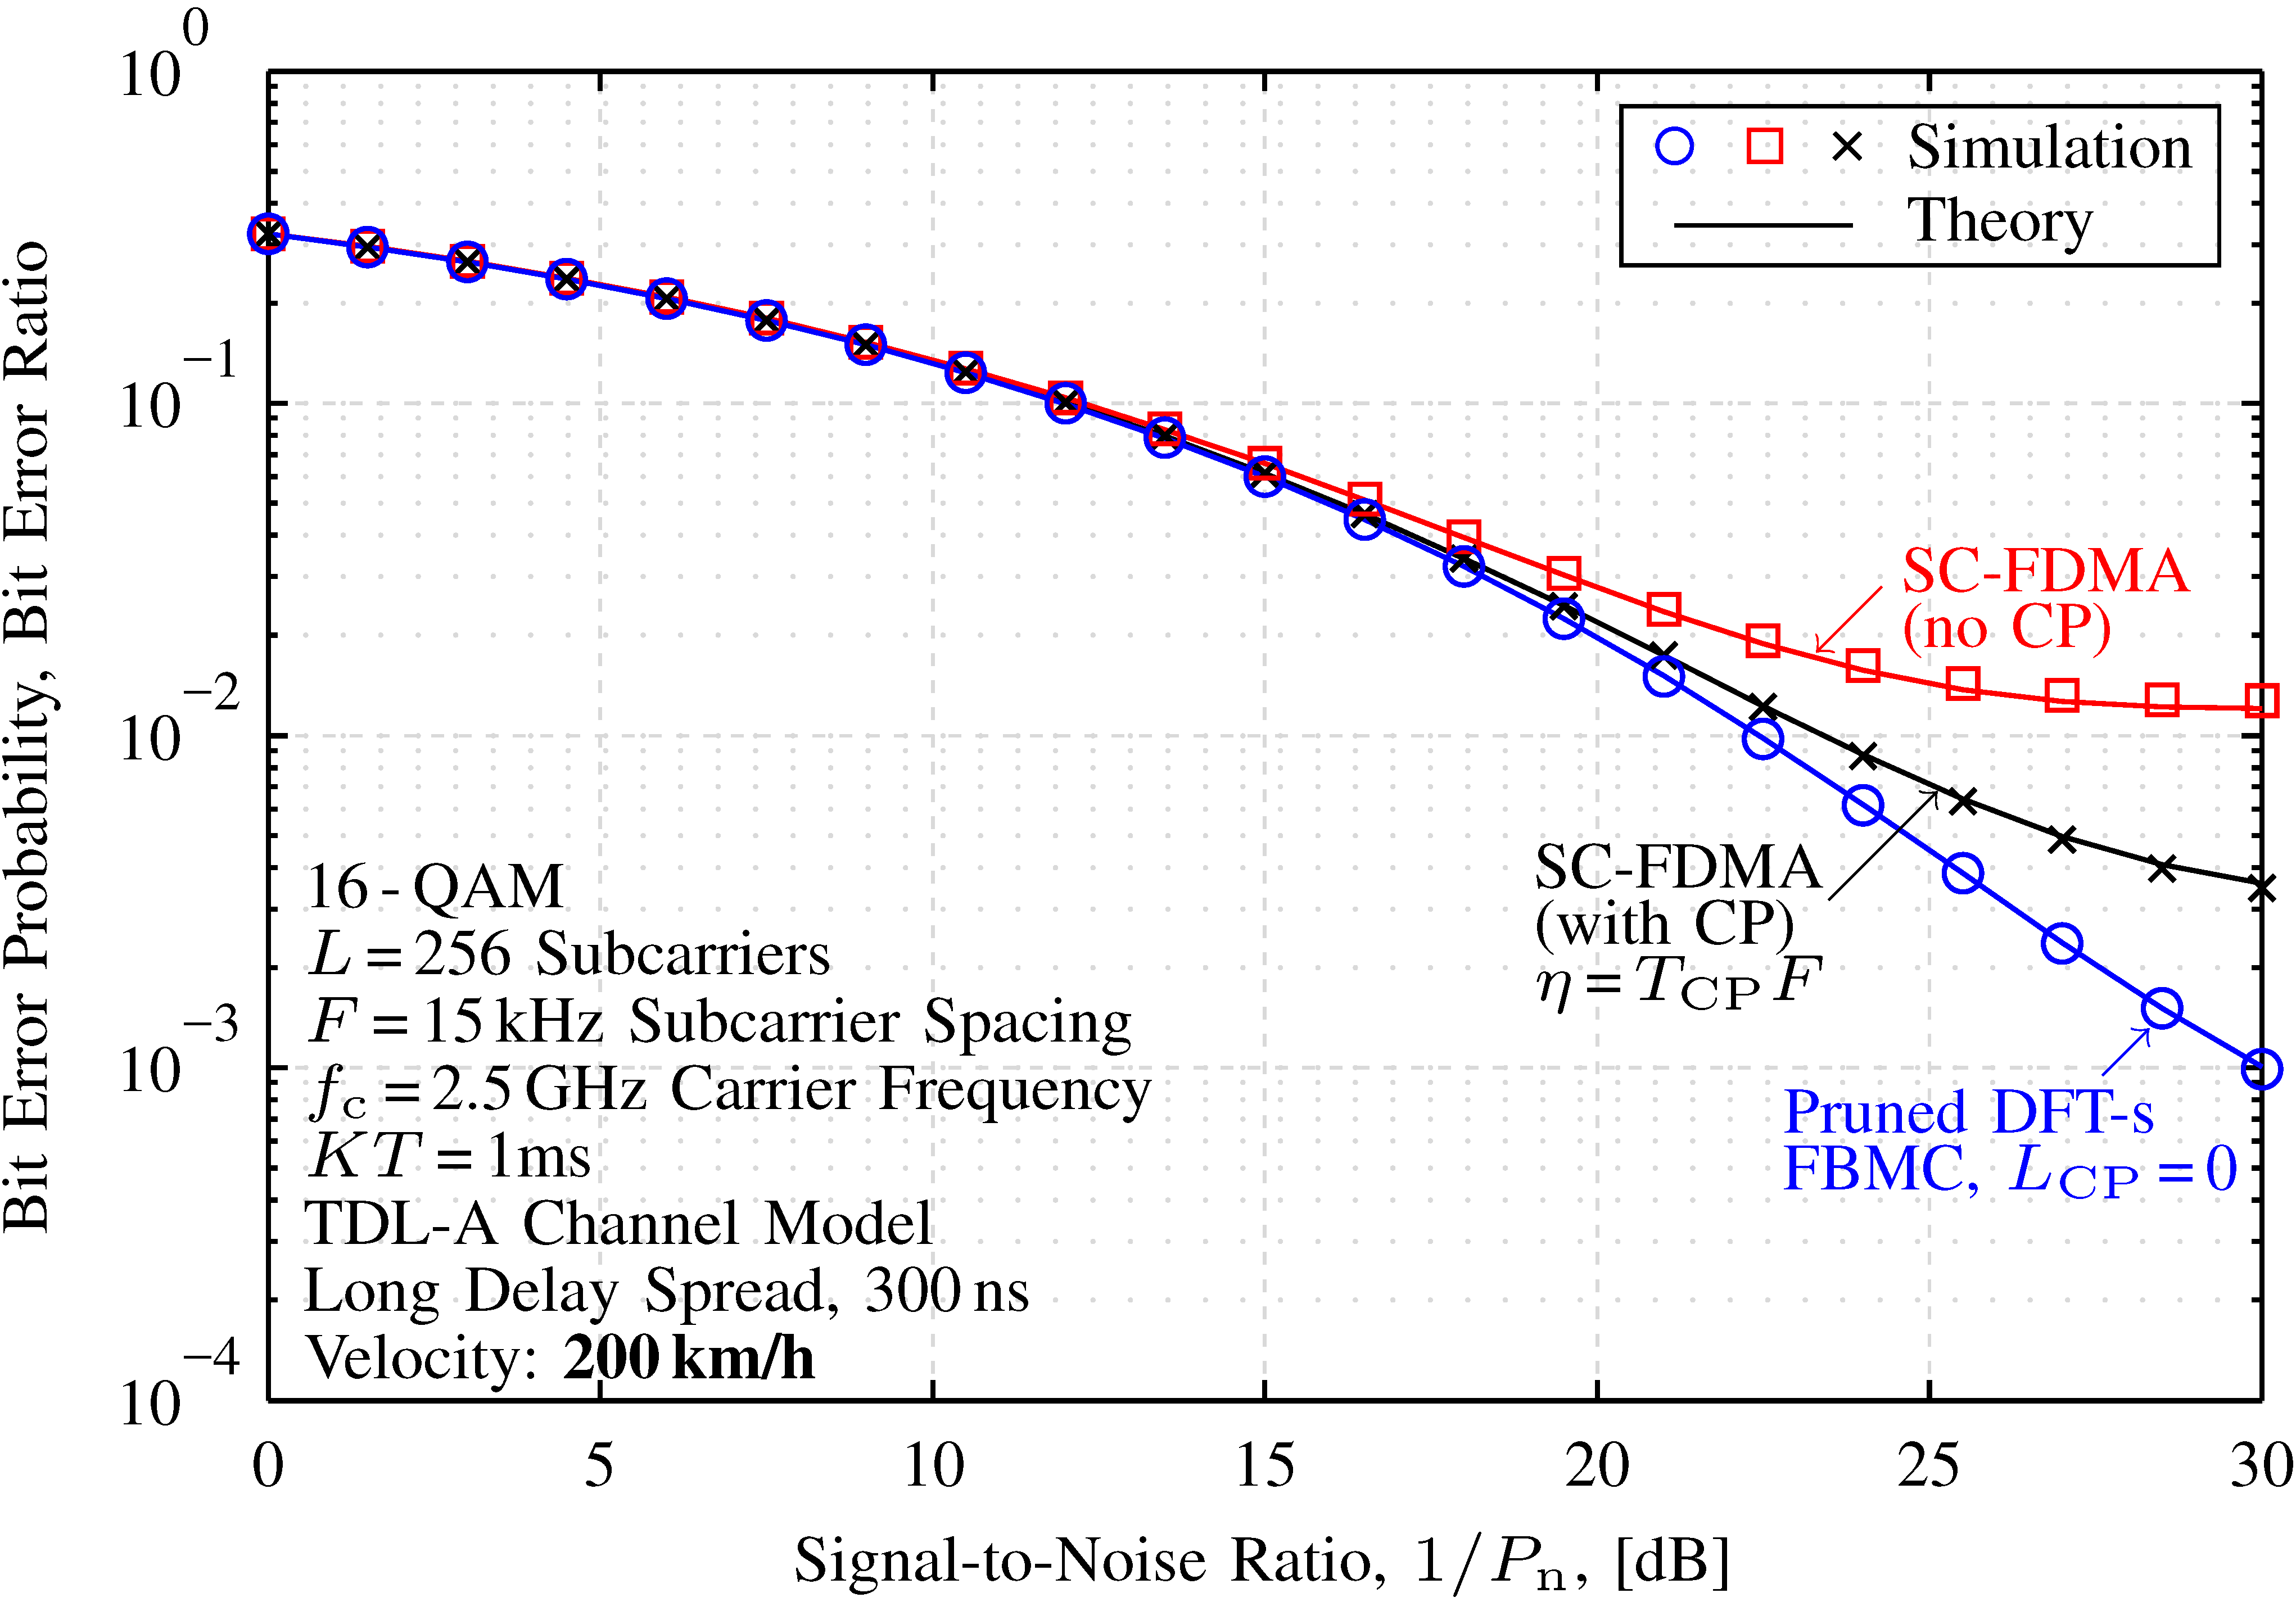 Bit Error Probability, Bit Error Ratio
10⁰
10⁻¹
10⁻²
10⁻³
10⁻⁴
Simulation
Theory
SC-FDMA
(no CP)
SC-FDMA
(with CP)
η = T_CP F
Pruned DFT-s
FBMC, L_CP = 0
16 - QAM
L = 256 Subcarriers
F = 15 kHz Subcarrier Spacing
f_c = 2.5 GHz Carrier Frequency
KT = 1ms
TDL-A Channel Model
Long Delay Spread, 300 ns
Velocity: 200 km/h
0 5 10 15 20 25 30
Signal-to-Noise Ratio, 1/P_n, [dB]